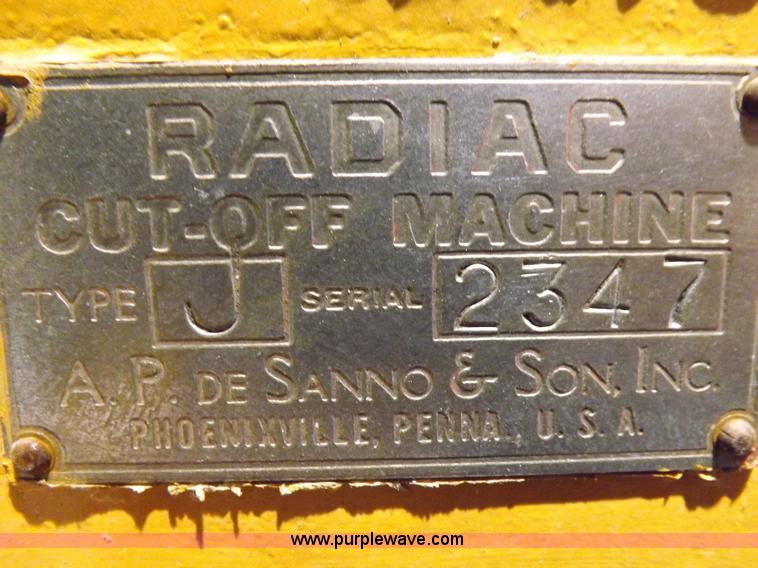 RADIAC
CUT-OFF MACHINE
TYPE J SERIAL 2347
A. P. DE SANNO & SON, INC.
PHOENIXVILLE, PENNA., U. S. A.
www.purplewave.com